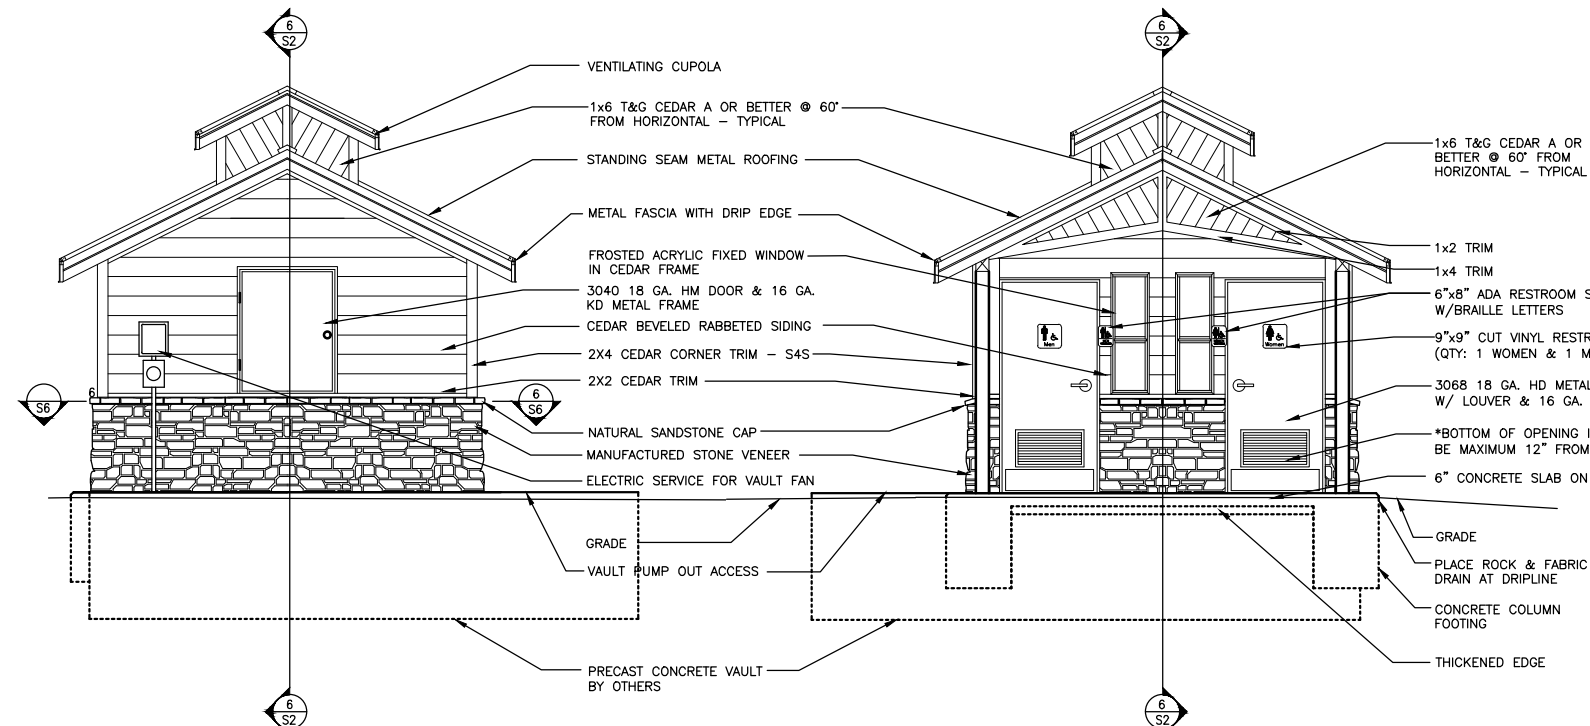 6
S2
6
S2
VENTILATING CUPOLA
1x6 T&G CEDAR A OR BETTER @ 60°
FROM HORIZONTAL – TYPICAL
STANDING SEAM METAL ROOFING
METAL FASCIA WITH DRIP EDGE
FROSTED ACRYLIC FIXED WINDOW
IN CEDAR FRAME
3040 18 GA. HM DOOR & 16 GA.
KD METAL FRAME
CEDAR BEVELED RABBETED SIDING
2X4 CEDAR CORNER TRIM – S4S
2X2 CEDAR TRIM
NATURAL SANDSTONE CAP
MANUFACTURED STONE VENEER
ELECTRIC SERVICE FOR VAULT FAN
GRADE
VAULT PUMP OUT ACCESS
PRECAST CONCRETE VAULT
BY OTHERS
6
S6
6
6
S6
Men
Women
1x6 T&G CEDAR A OR
BETTER @ 60° FROM
HORIZONTAL – TYPICAL
1x2 TRIM
1x4 TRIM
6"x8" ADA RESTROOM S
W/BRAILLE LETTERS
9"x9" CUT VINYL RESTR
(QTY: 1 WOMEN & 1 M
3068 18 GA. HD METAL
W/ LOUVER & 16 GA.
*BOTTOM OF OPENING I
BE MAXIMUM 12" FROM
6" CONCRETE SLAB ON
GRADE
PLACE ROCK & FABRIC
DRAIN AT DRIPLINE
CONCRETE COLUMN
FOOTING
THICKENED EDGE
6
S2
6
S2